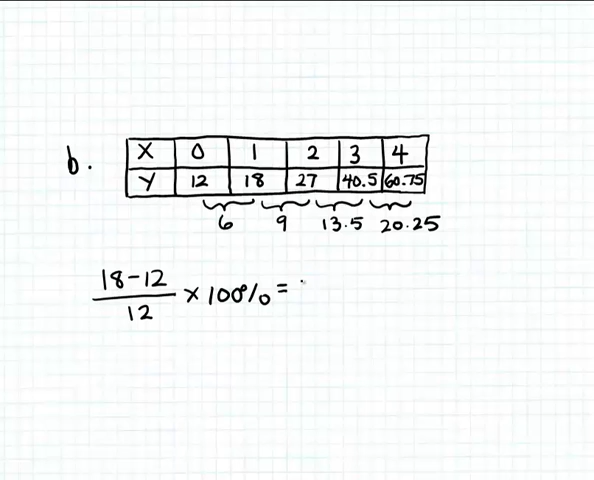 b.
X 0 1 2 3 4
Y 12 18 27 40.5 60.75
6 9 13.5 20.25
18-12
12 × 100% =